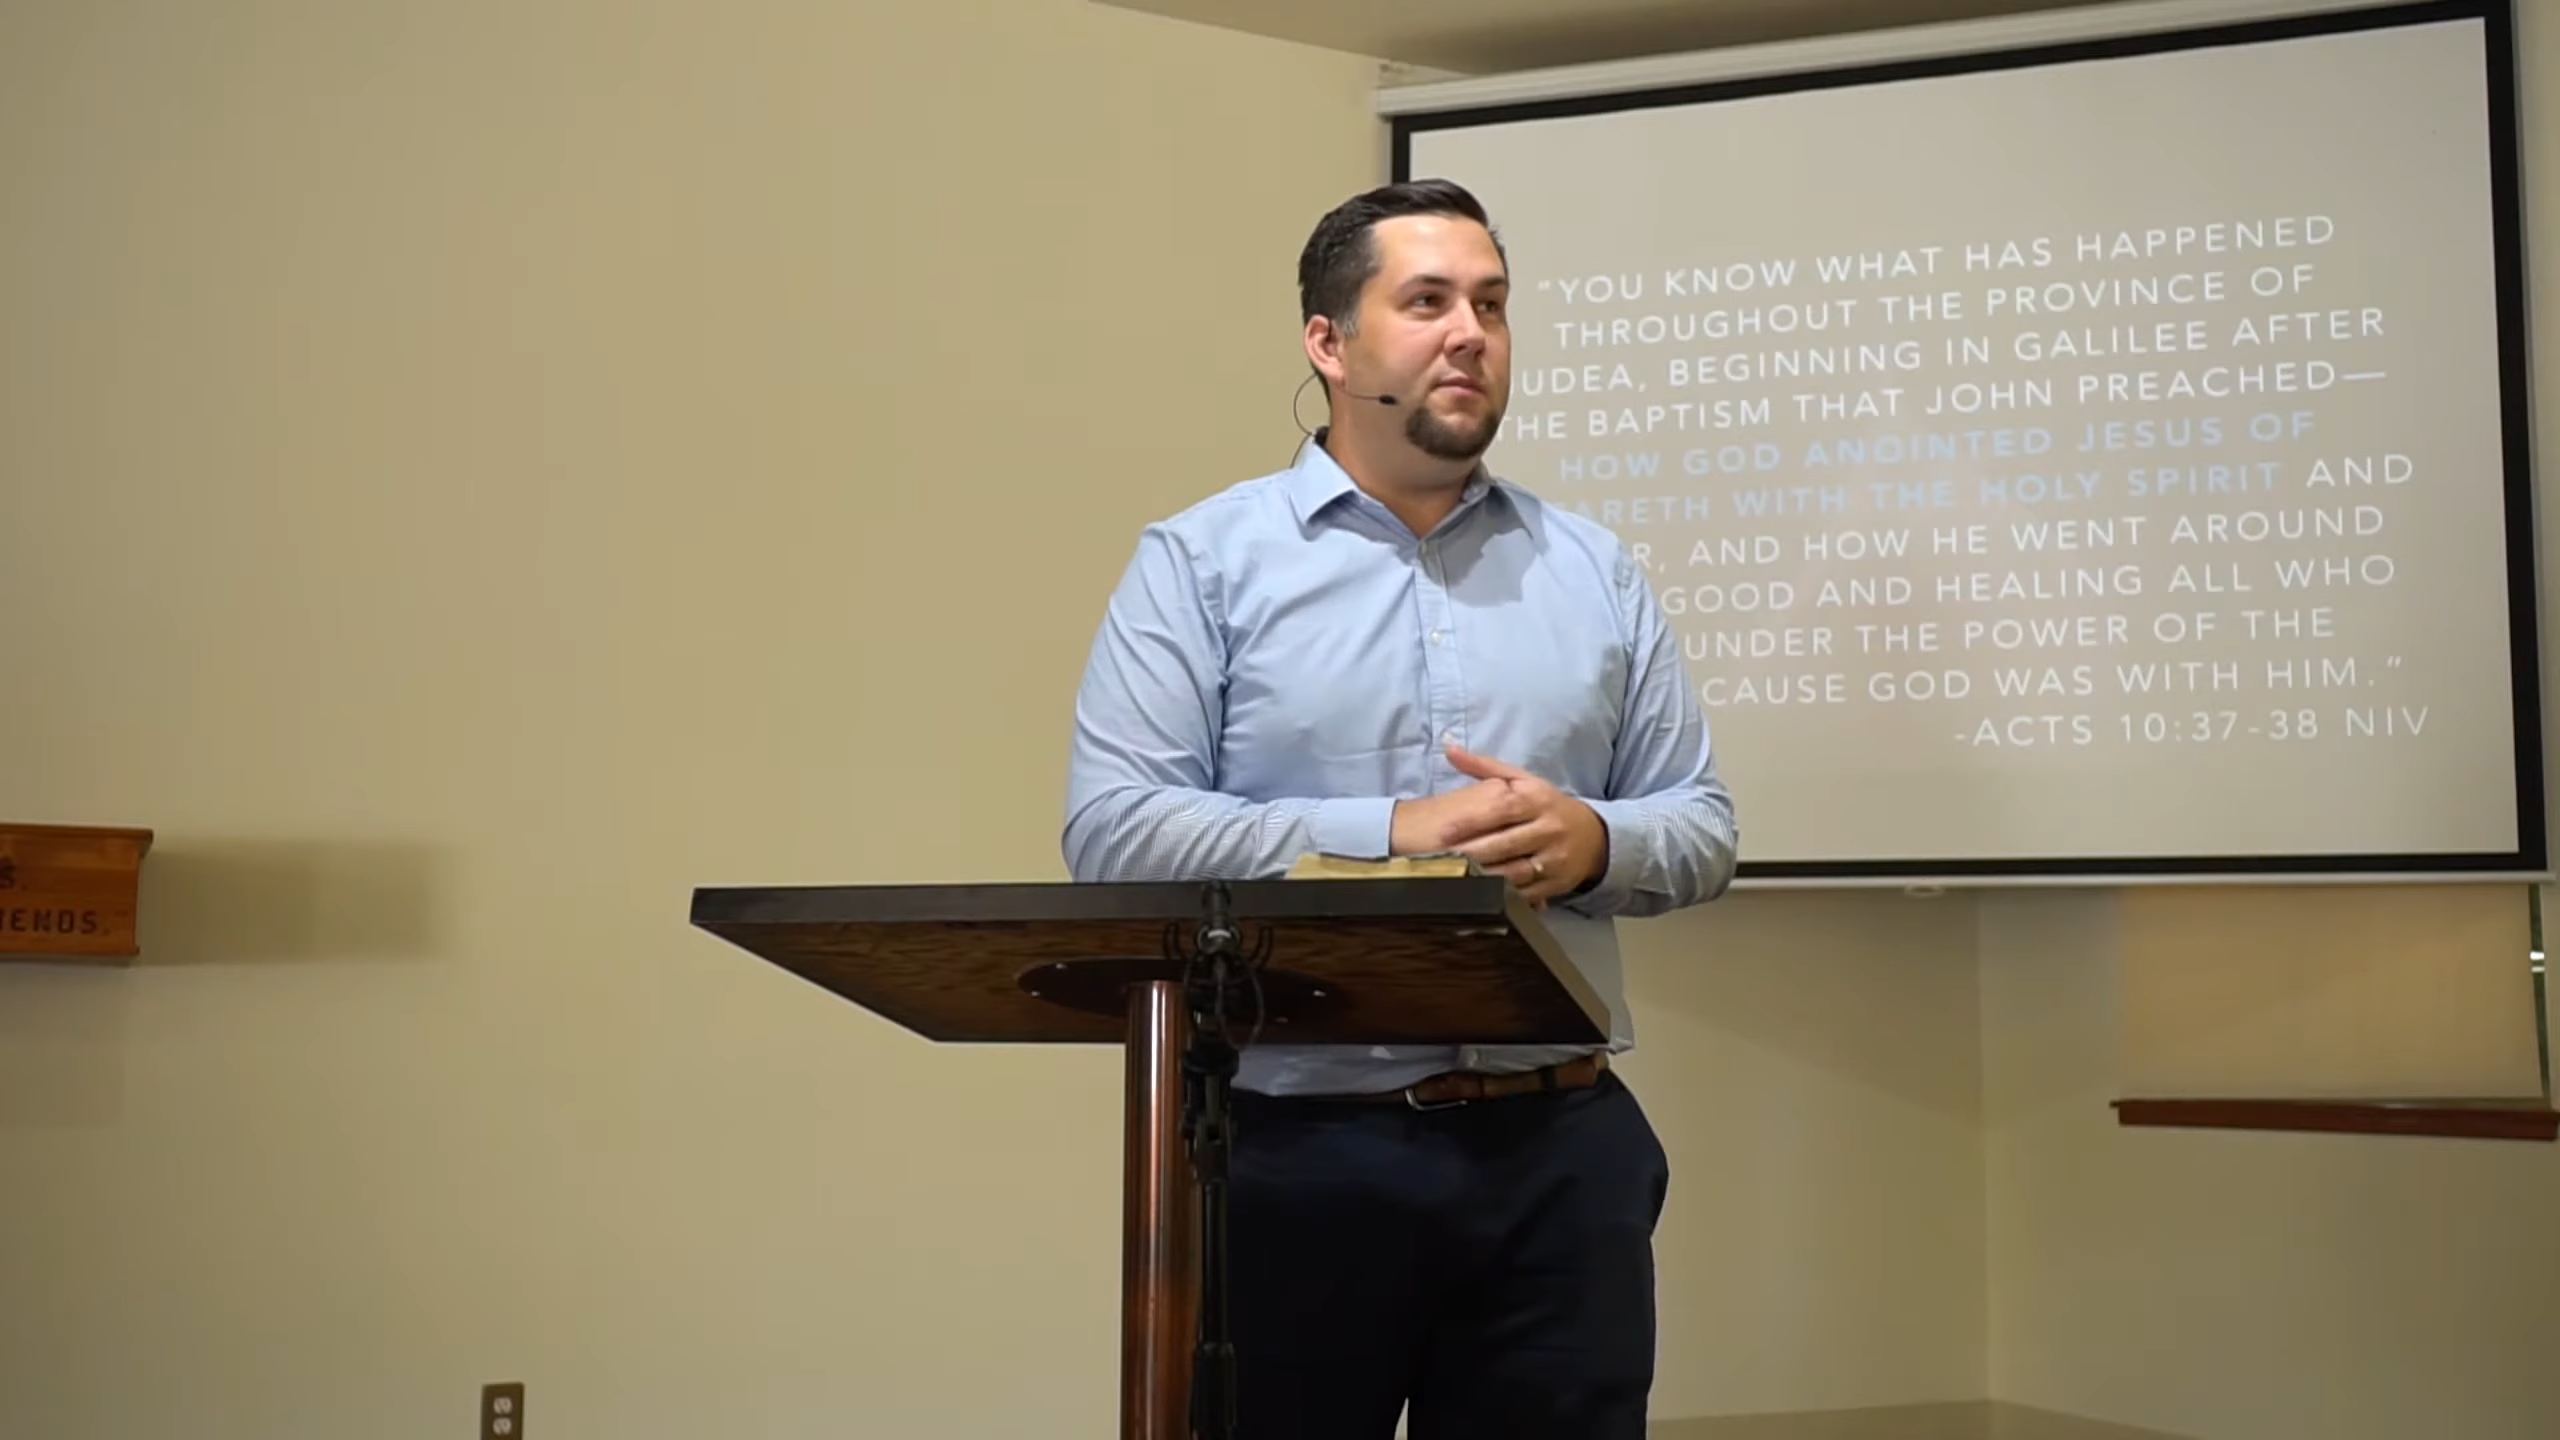 "YOU KNOW WHAT HAS HAPPENED
THROUGHOUT THE PROVINCE OF
JUDEA, BEGINNING IN GALILEE AFTER
THE BAPTISM THAT JOHN PREACHED—
HOW GOD ANOINTED JESUS OF
ARETH WITH THE HOLY SPIRIT AND
R, AND HOW HE WENT AROUND
GOOD AND HEALING ALL WHO
UNDER THE POWER OF THE
CAUSE GOD WAS WITH HIM."
-ACTS 10:37-38 NIV
S.
IENDS."